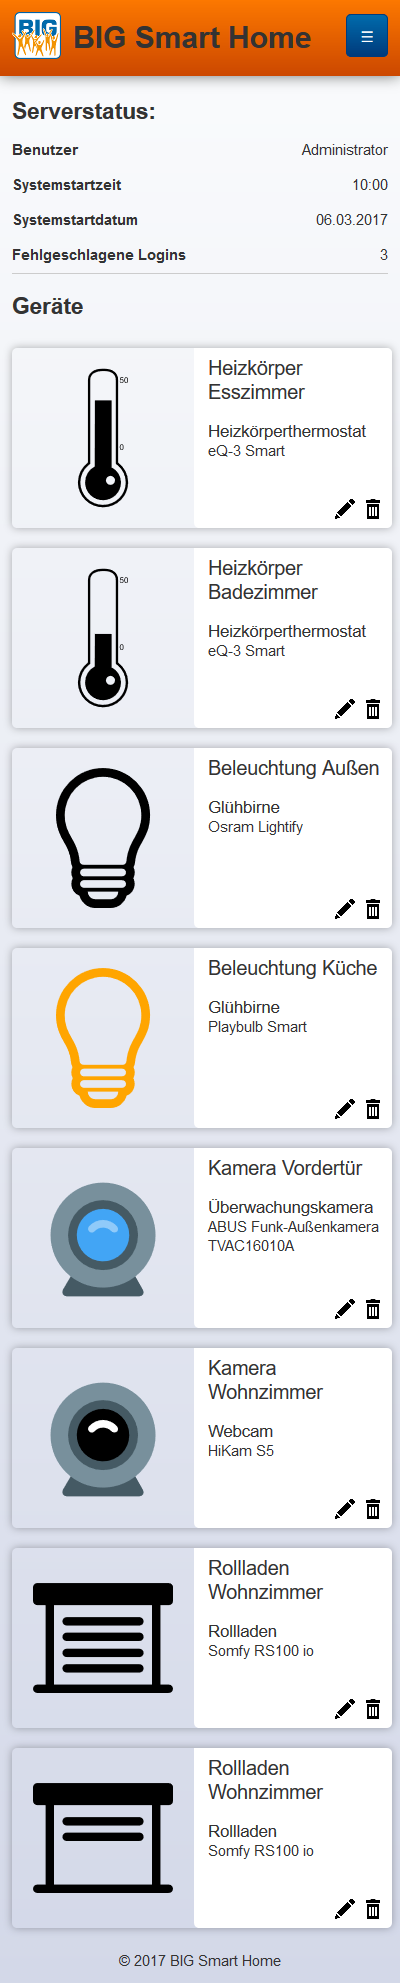 BIG
BIG Smart Home
☰
Serverstatus:
Benutzer Administrator
Systemstartzeit 10:00
Systemstartdatum 06.03.2017
Fehlgeschlagene Logins 3
Geräte
50
0
Heizkörper
Esszimmer
Heizkörperthermostat
eQ-3 Smart
50
0
Heizkörper
Badezimmer
Heizkörperthermostat
eQ-3 Smart
Beleuchtung Außen
Glühbirne
Osram Lightify
Beleuchtung Küche
Glühbirne
Playbulb Smart
Kamera Vordertür
Überwachungskamera
ABUS Funk-Außenkamera
TVAC16010A
Kamera
Wohnzimmer
Webcam
HiKam S5
Rollladen
Wohnzimmer
Rollladen
Somfy RS100 io
Rollladen
Wohnzimmer
Rollladen
Somfy RS100 io
© 2017 BIG Smart Home